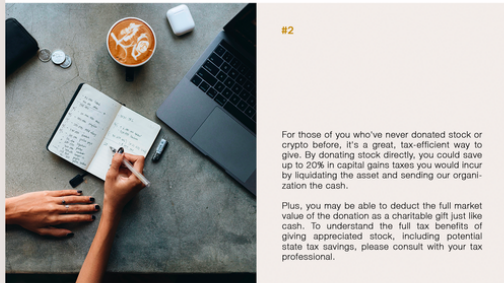 #2
For those of you who've never donated stock or
crypto before, it's a great, tax-efficient way to
give. By donating stock directly, you could save
up to 20% in capital gains taxes you would incur
by liquidating the asset and sending our organi-
zation the cash.
Plus, you may be able to deduct the full market
value of the donation as a charitable gift just like
cash. To understand the full tax benefits of
giving appreciated stock, including potential
state tax savings, please consult with your tax
professional.